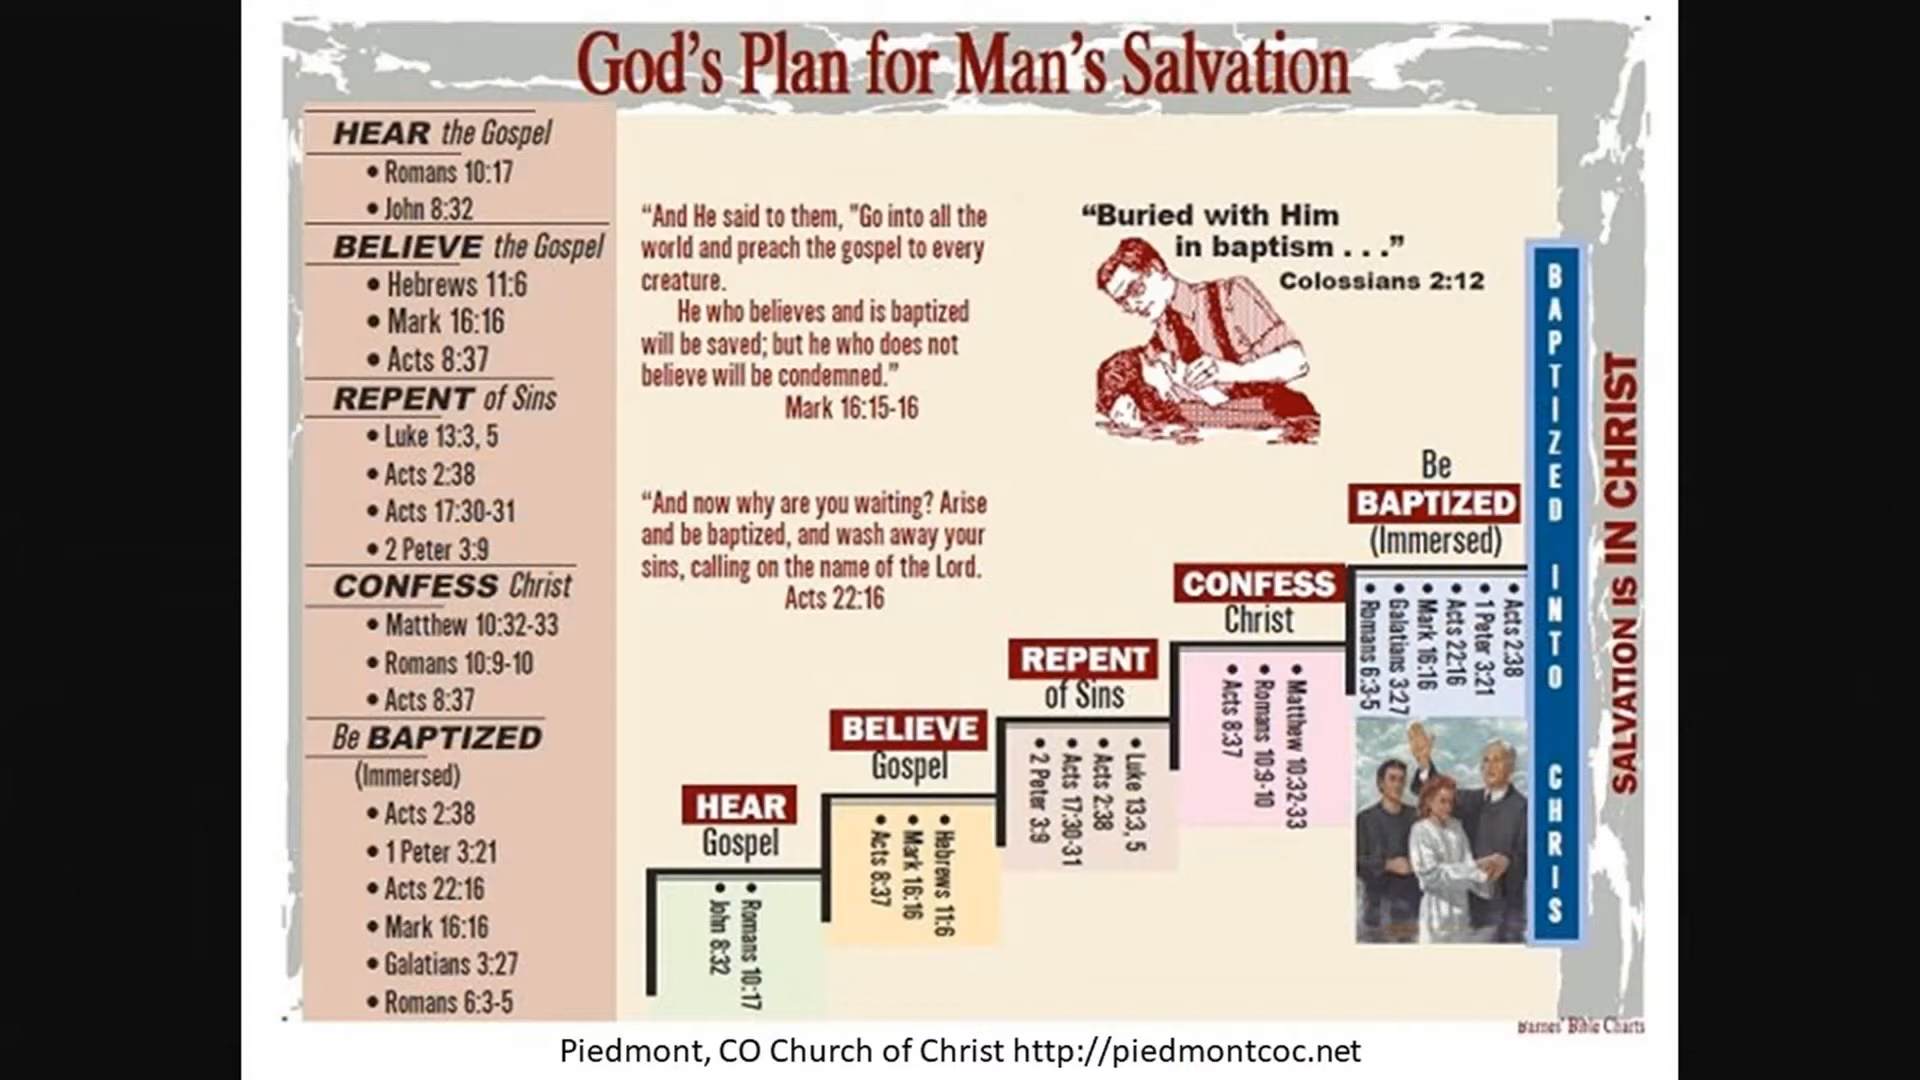 God's Plan for Man's Salvation
HEAR the Gospel
• Romans 10:17
• John 8:32
BELIEVE the Gospel
• Hebrews 11:6
• Mark 16:16
• Acts 8:37
REPENT of Sins
• Luke 13:3, 5
• Acts 2:38
• Acts 17:30-31
• 2 Peter 3:9
CONFESS Christ
• Matthew 10:32-33
• Romans 10:9-10
• Acts 8:37
Be BAPTIZED
(Immersed)
• Acts 2:38
• 1 Peter 3:21
• Acts 22:16
• Mark 16:16
• Galatians 3:27
• Romans 6:3-5
“And He said to them, "Go into all the
world and preach the gospel to every
creature.
He who believes and is baptized
will be saved; but he who does not
believe will be condemned.”
Mark 16:15-16
“And now why are you waiting? Arise
and be baptized, and wash away your
sins, calling on the name of the Lord.
Acts 22:16
“Buried with Him
in baptism . . .”
Colossians 2:12
HEAR
Gospel
• Romans 10:17
• John 8:32
BELIEVE
Gospel
• Hebrews 11:6
• Mark 16:16
• Acts 8:37
REPENT
of Sins
• Luke 13:3, 5
• Acts 2:38
• Acts 17:30-31
• 2 Peter 3:9
CONFESS
Christ
• Matthew 10:32-33
• Romans 10:9-10
• Acts 8:37
Be
BAPTIZED
(Immersed)
• Acts 2:38
• 1 Peter 3:21
• Acts 22:16
• Mark 16:16
• Galatians 3:27
• Romans 6:3-5
BAPTIZED INTO CHRIS
SALVATION IS IN CHRIST
Barnes' Bible Charts
Piedmont, CO Church of Christ http://piedmontcoc.net